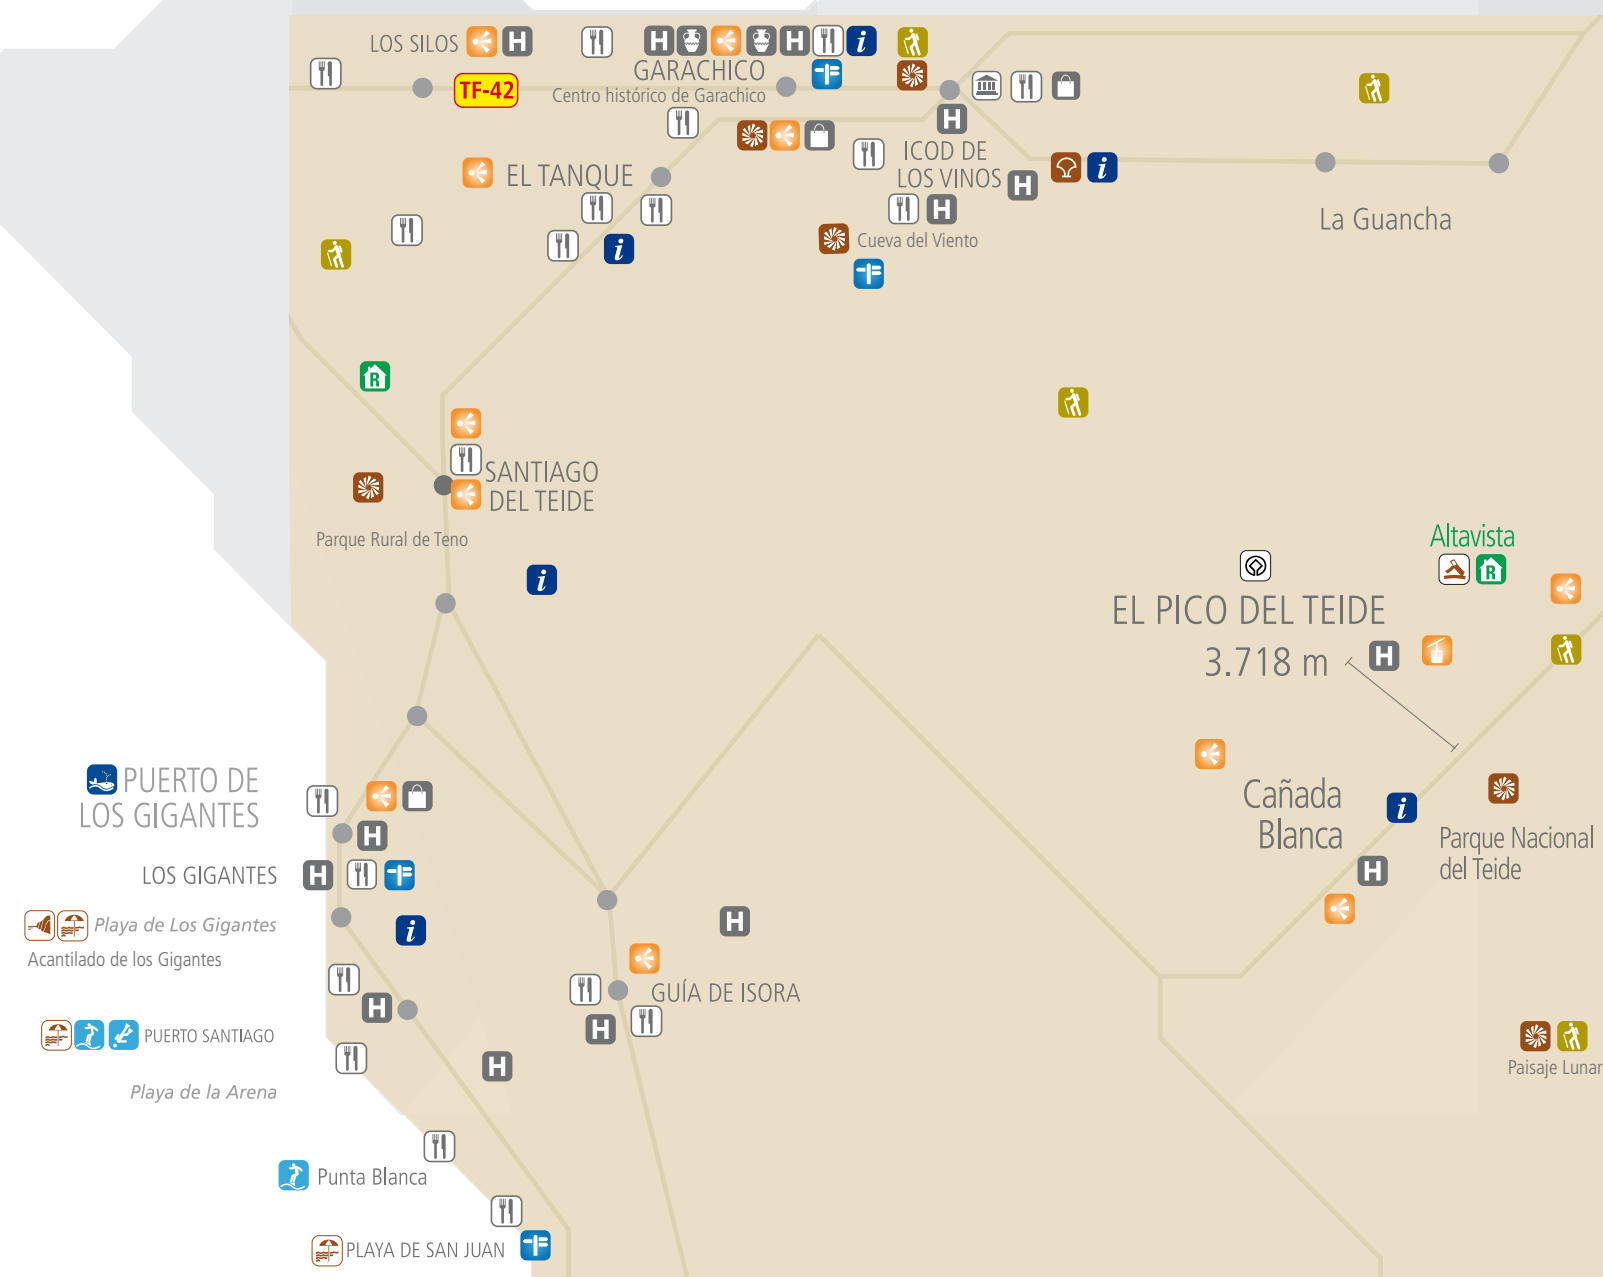 LOS SILOS
TF-42
GARACHICO
Centro histórico de Garachico
EL TANQUE
ICOD DE
LOS VINOS
Cueva del Viento
La Guancha
SANTIAGO
DEL TEIDE
Parque Rural de Teno
Altavista
EL PICO DEL TEIDE
3.718 m
PUERTO DE
LOS GIGANTES
Cañada
Blanca
Parque Nacional
del Teide
LOS GIGANTES
Playa de Los Gigantes
Acantilado de los Gigantes
GUÍA DE ISORA
PUERTO SANTIAGO
Paisaje Lunar
Playa de la Arena
Punta Blanca
PLAYA DE SAN JUAN